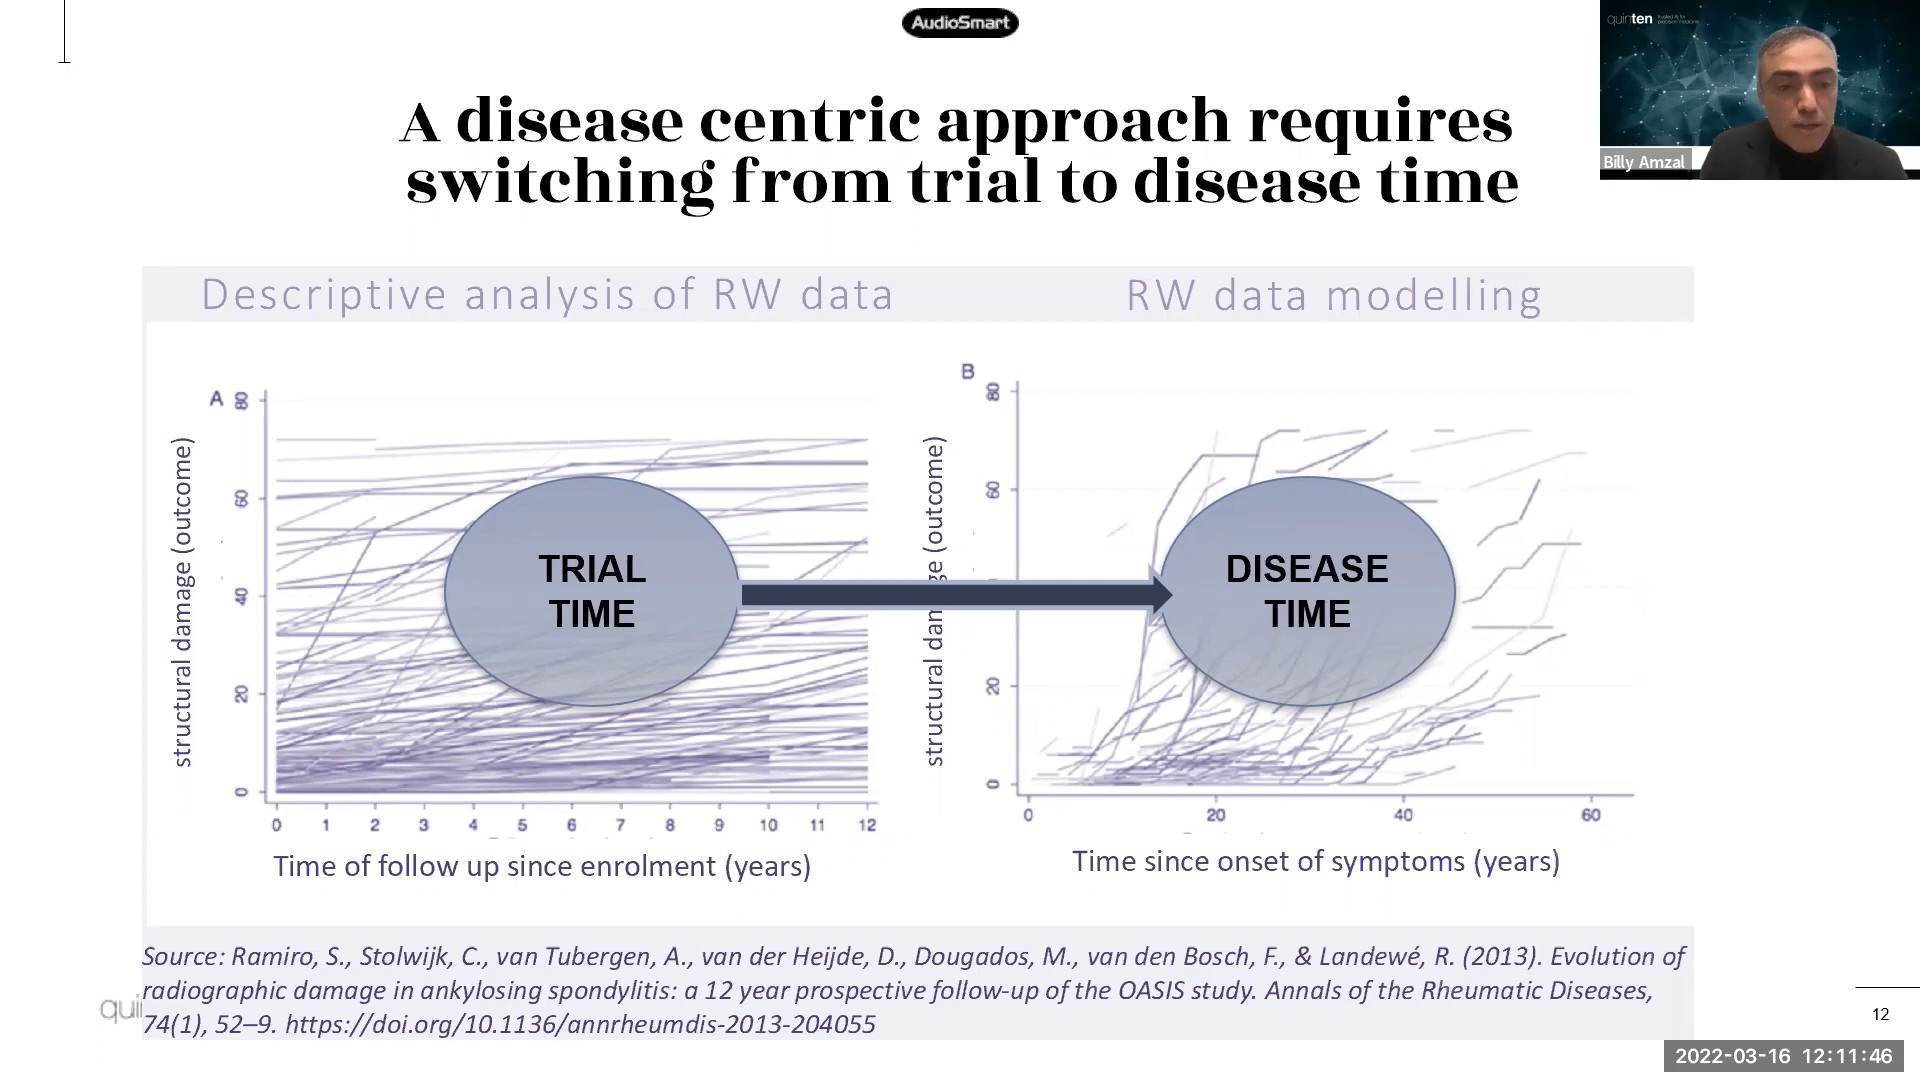 AudioSmart
quinten
Billy Amzal
A disease centric approach requires
switching from trial to disease time
Descriptive analysis of RW data
RW data modelling
A
80
60
40
20
0
structural damage (outcome)
TRIAL
TIME
0 1 2 3 4 5 6 7 8 9 10 11 12
Time of follow up since enrolment (years)
B
80
60
20
0
structural damage (outcome)
DISEASE
TIME
0 20 40 60
Time since onset of symptoms (years)
Source: Ramiro, S., Stolwijk, C., van Tubergen, A., van der Heijde, D., Dougados, M., van den Bosch, F., & Landewé, R. (2013). Evolution of
radiographic damage in ankylosing spondylitis: a 12 year prospective follow-up of the OASIS study. Annals of the Rheumatic Diseases,
74(1), 52–9. https://doi.org/10.1136/annrheumdis-2013-204055
qui
12
2022-03-16 12:11:46